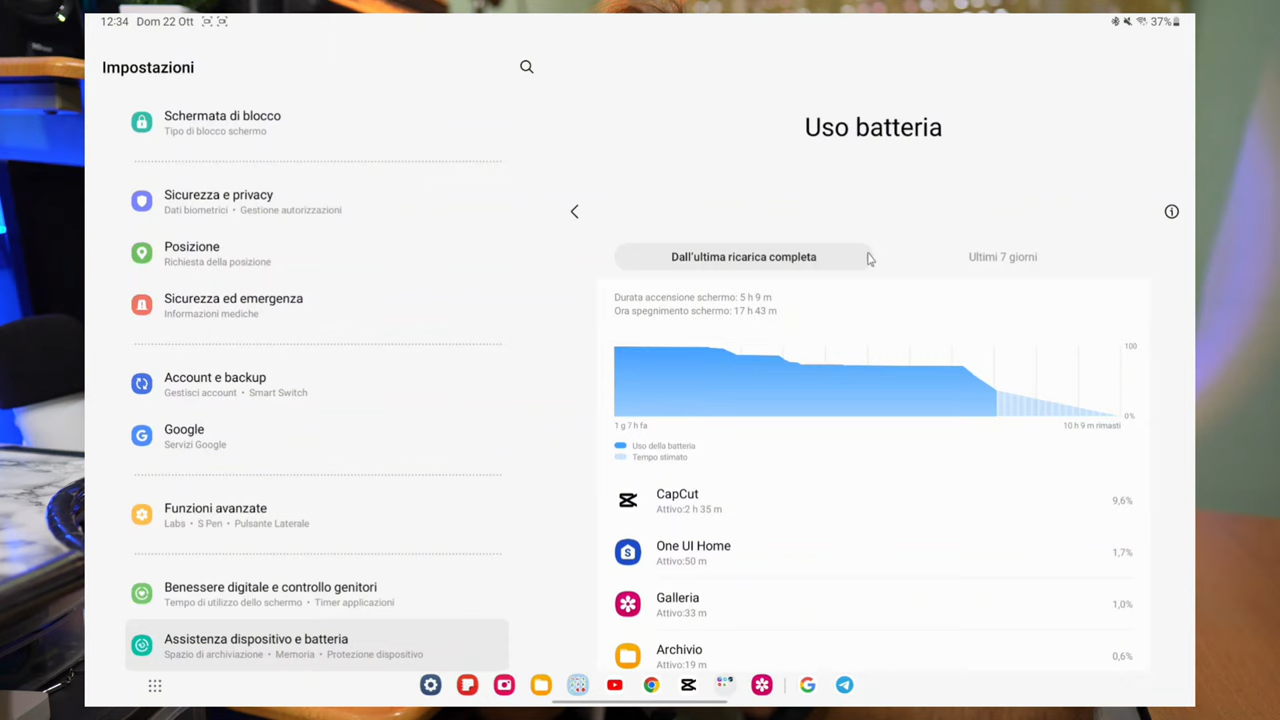 12:34 Dom 22 Ott
37%
Impostazioni
Schermata di blocco
Tipo di blocco schermo
Sicurezza e privacy
Dati biometrici • Gestione autorizzazioni
Posizione
Richiesta della posizione
Sicurezza ed emergenza
Informazioni mediche
Account e backup
Gestisci account • Smart Switch
Google
Servizi Google
Funzioni avanzate
Labs • S Pen • Pulsante Laterale
Benessere digitale e controllo genitori
Tempo di utilizzo dello schermo • Timer applicazioni
Assistenza dispositivo e batteria
Spazio di archiviazione • Memoria • Protezione dispositivo
Uso batteria
Dall'ultima ricarica completa
Ultimi 7 giorni
Durata accensione schermo: 5 h 9 m
Ora spegnimento schermo: 17 h 43 m
100
0%
1 g 7 h fa
10 h 9 m rimasti
Uso della batteria
Tempo stimato
CapCut
Attivo:2 h 35 m
9,6%
One UI Home
Attivo:50 m
1,7%
Galleria
Attivo:33 m
1,0%
Archivio
Attivo:19 m
0,6%